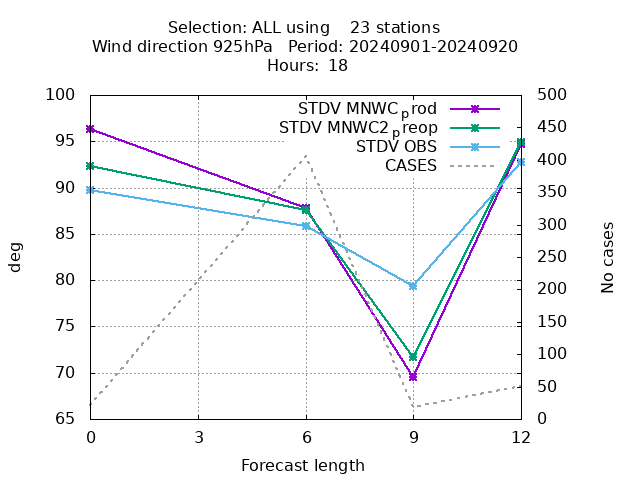 Selection: ALL using    23 stations
Wind direction 925hPa   Period: 20240901-20240920
Hours:  18
STDV MNWCprod
STDV MNWC2preop
STDV OBS
CASES
deg
100
95
90
85
80
75
70
65
500
450
400
350
300
250
200
150
100
50
0
No cases
0 3 6 9 12
Forecast length